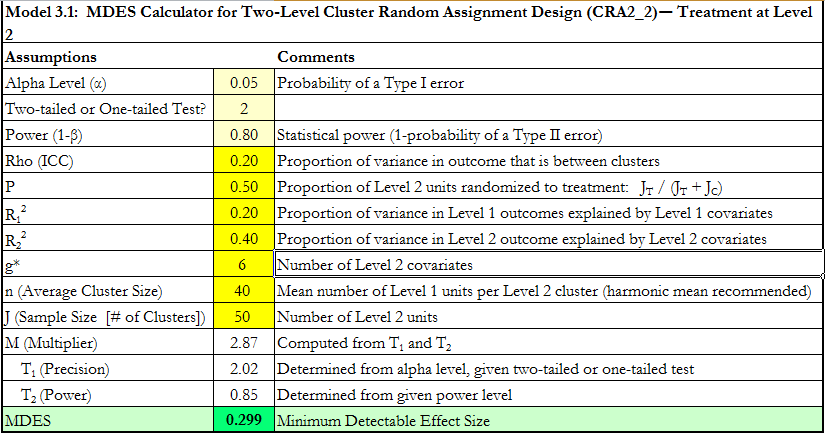 Model 3.1: MDES Calculator for Two-Level Cluster Random Assignment Design (CRA2_2)— Treatment at Level
2
Assumptions Comments
Alpha Level (α) 0.05 Probability of a Type I error
Two-tailed or One-tailed Test? 2
Power (1-β) 0.80 Statistical power (1-probability of a Type II error)
Rho (ICC) 0.20 Proportion of variance in outcome that is between clusters
P 0.50 Proportion of Level 2 units randomized to treatment: J_T / (J_T + J_C)
R₁² 0.20 Proportion of variance in Level 1 outcomes explained by Level 1 covariates
R₂² 0.40 Proportion of variance in Level 2 outcome explained by Level 2 covariates
g* 6 Number of Level 2 covariates
n (Average Cluster Size) 40 Mean number of Level 1 units per Level 2 cluster (harmonic mean recommended)
J (Sample Size [# of Clusters]) 50 Number of Level 2 units
M (Multiplier) 2.87 Computed from T₁ and T₂
T₁ (Precision) 2.02 Determined from alpha level, given two-tailed or one-tailed test
T₂ (Power) 0.85 Determined from given power level
MDES 0.299 Minimum Detectable Effect Size